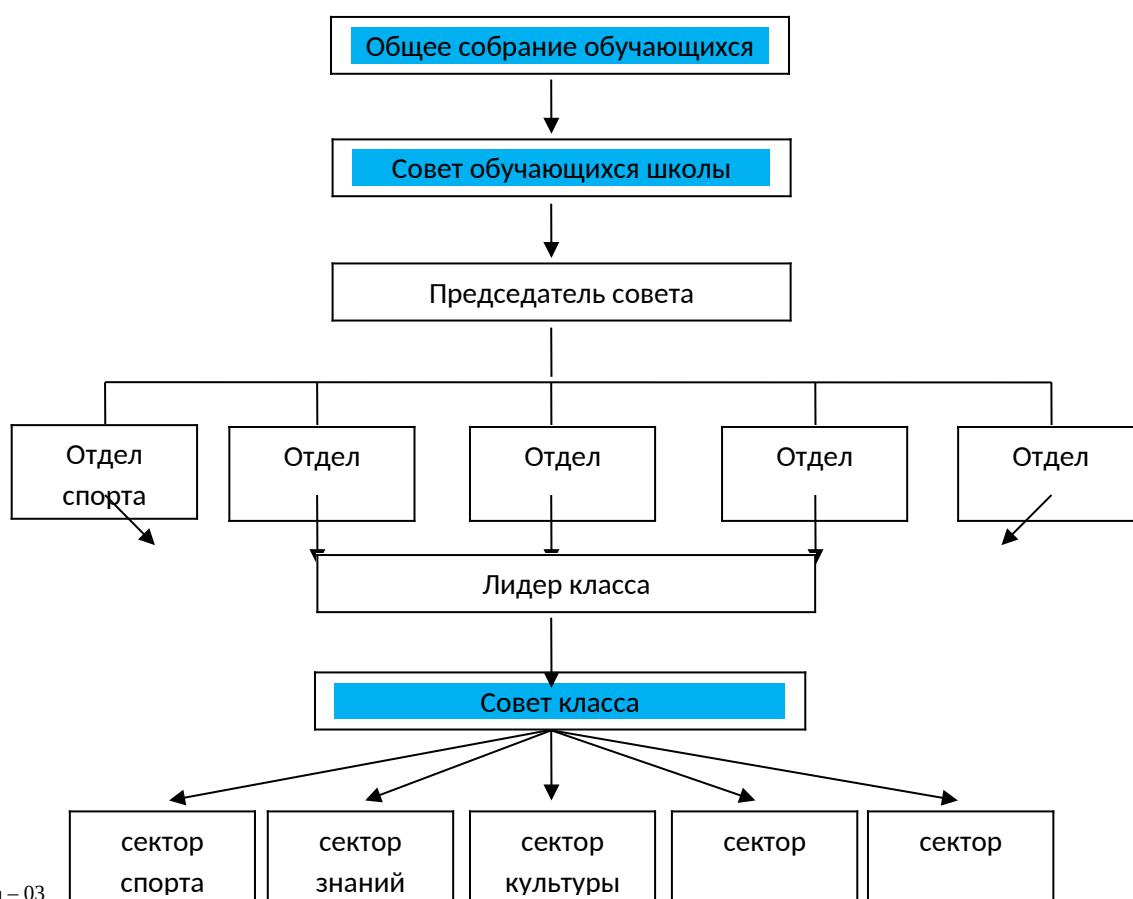 Общее собрание обучающихся
Совет обучающихся школы
Председатель совета
Отдел
спорта
Отдел
Отдел
Отдел
Отдел
Лидер класса
Совет класса
сектор
спорта
сектор
знаний
сектор
культуры
сектор
сектор
– 03